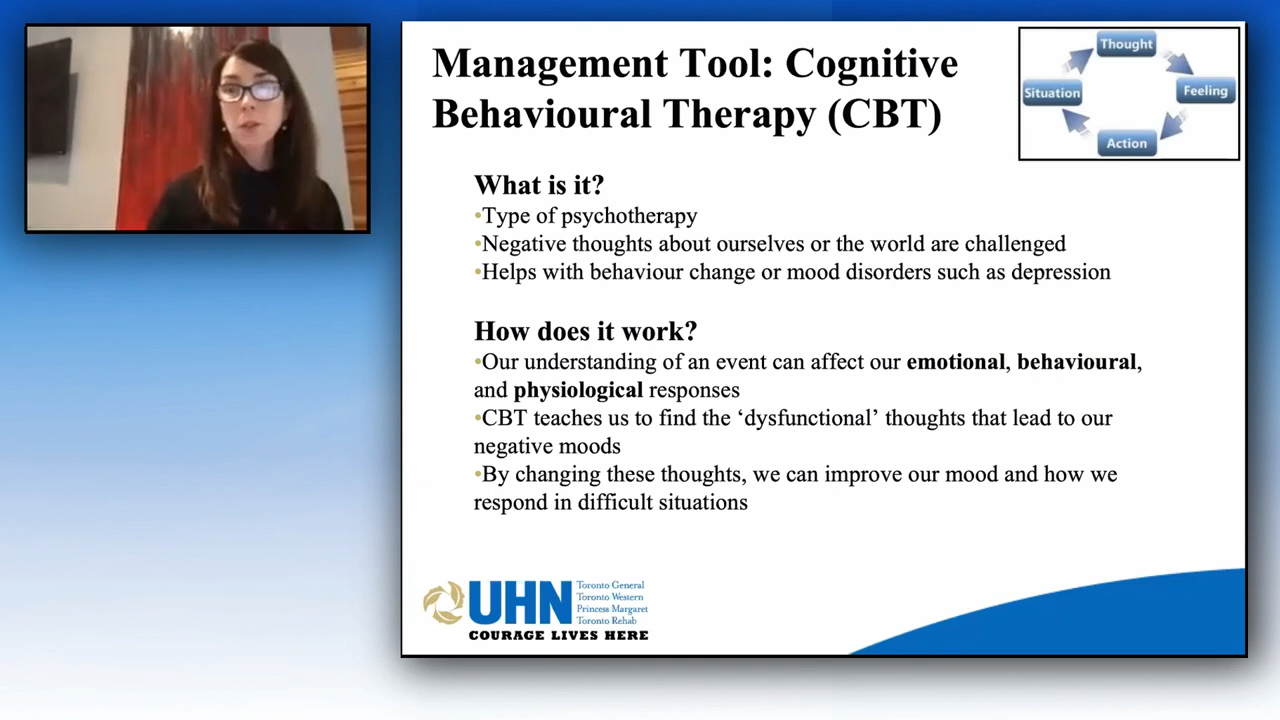 Management Tool: Cognitive
Behavioural Therapy (CBT)
Thought
Situation
Feeling
Action
What is it?
•Type of psychotherapy
•Negative thoughts about ourselves or the world are challenged
•Helps with behaviour change or mood disorders such as depression
How does it work?
•Our understanding of an event can affect our emotional, behavioural,
and physiological responses
•CBT teaches us to find the ‘dysfunctional’ thoughts that lead to our
negative moods
•By changing these thoughts, we can improve our mood and how we
respond in difficult situations
UHN
Toronto General
Toronto Western
Princess Margaret
Toronto Rehab
COURAGE LIVES HERE